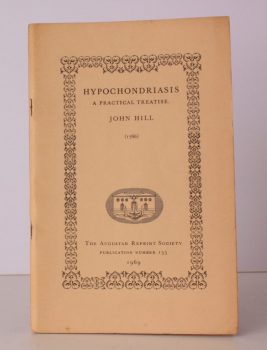 HYPOCHONDRIASIS
A PRACTICAL TREATISE.
JOHN HILL
(1766)
THE AUGUSTAN REPRINT SOCIETY
PUBLICATION NUMBER 135
1969